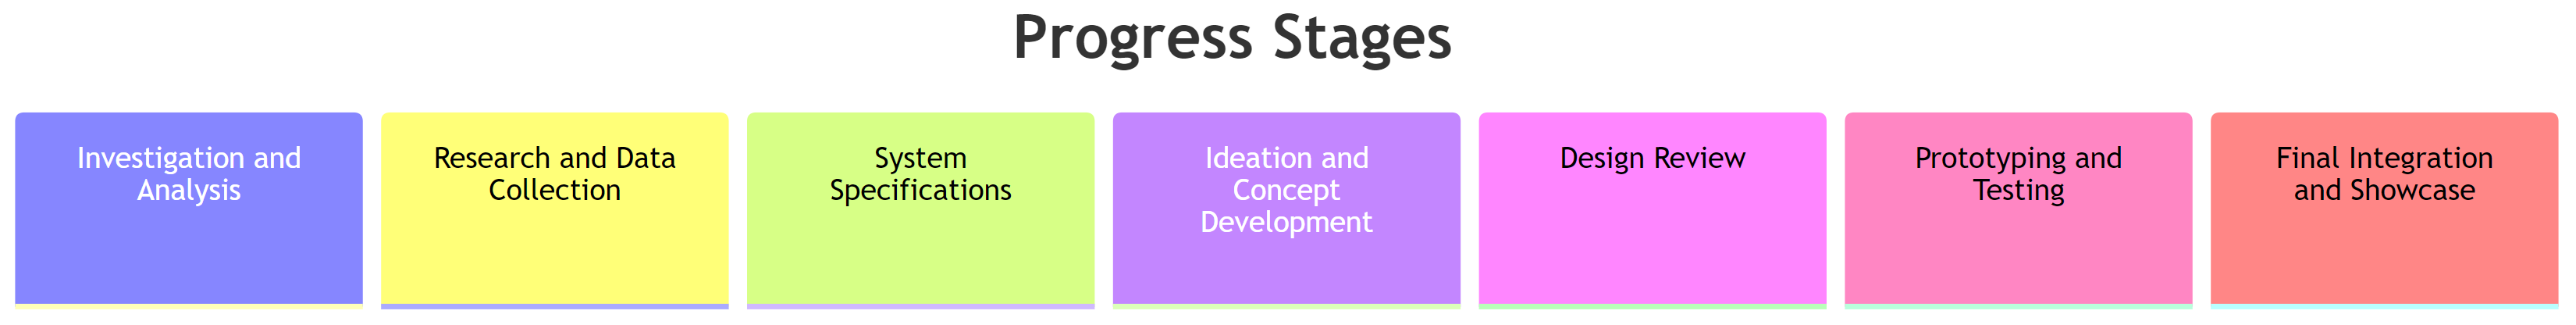 Progress Stages
Investigation and
Analysis
Research and Data
Collection
System
Specifications
Ideation and
Concept
Development
Design Review
Prototyping and
Testing
Final Integration
and Showcase